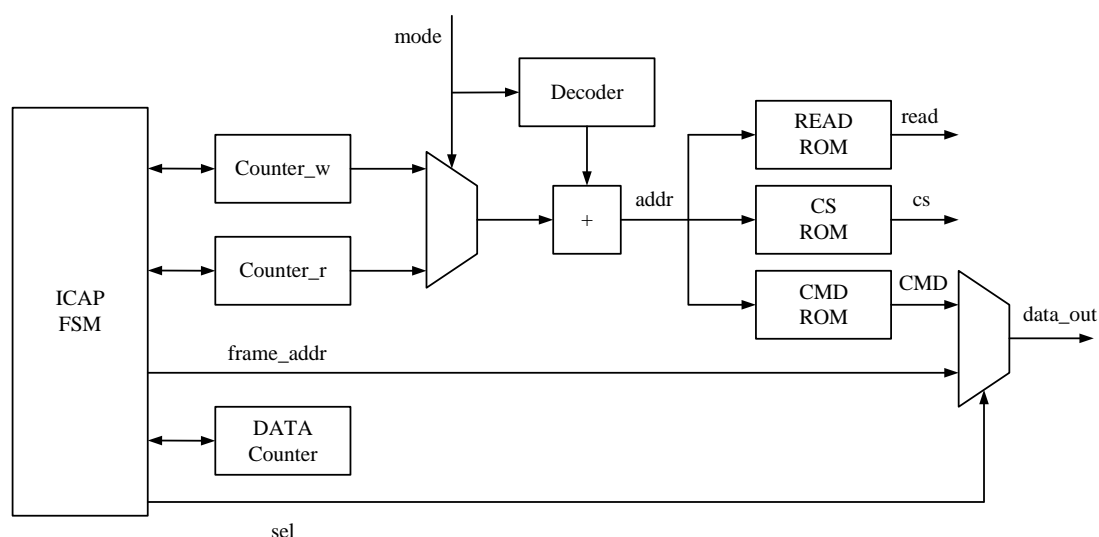 mode
Decoder
READ
ROM
read
Counter_w
+
addr
CS
ROM
cs
Counter_r
ICAP
FSM
CMD
ROM
CMD
data_out
frame_addr
DATA
Counter
sel